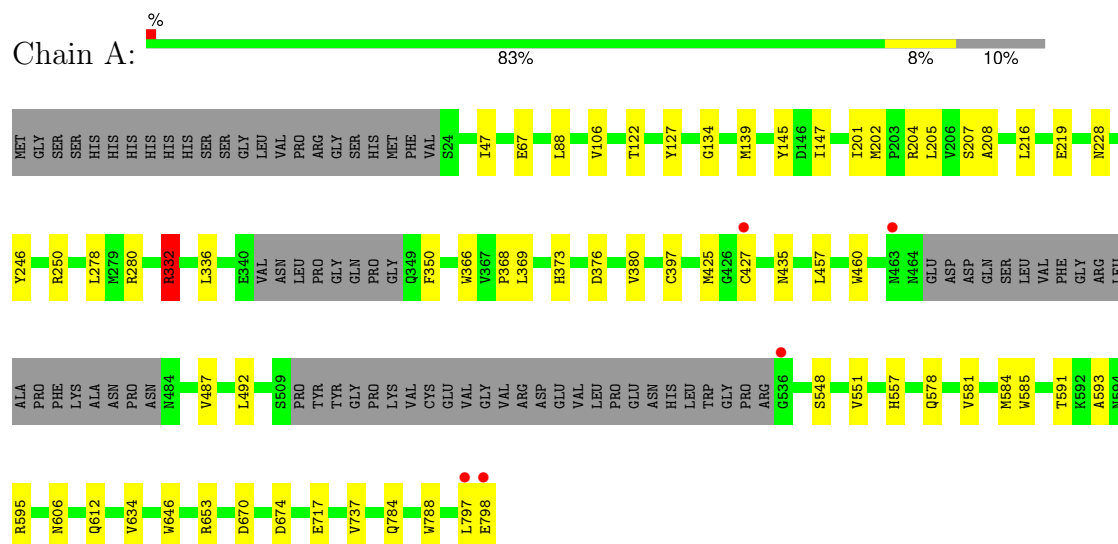 %
Chain A:
83% 8% 10%
MET GLY SER SER HIS HIS HIS HIS HIS HIS SER SER GLY LEU VAL PRO ARG GLY SER HIS MET PHE VAL S24 I47 E67 L88 V106 T122 Y127 G134 M139 Y145 D146 I147 I201 M202 P203 R204 L205 V206 S207 A208 L216 E219 N228
Y246 R250 L278 M279 R280 R332 L336 E340 VAL ASN LEU PRO GLY GLN PRO GLY Q349 F350 W366 V367 P368 L369 H373 D376 V380 C397 M425 G426 C427 N435 L457 W460 N463 N464 GLU ASP ASP GLN SER LEU VAL PHE GLY ARG LEU
ALA PRO PHE LYS ALA ASN PRO ASN N484 V487 L492 S509 PRO TYR TYR GLY PRO LYS VAL CYS GLU VAL GLY VAL ARG ASP GLU VAL LEU PRO GLU ASN HIS LEU TRP GLY PRO ARG G536 S548 V551 H557 Q578 V581 M584 W585 T591 K592 A593 N594
R595 N606 Q612 V634 W646 R653 D670 D674 E717 V737 Q784 W788 L797 E798